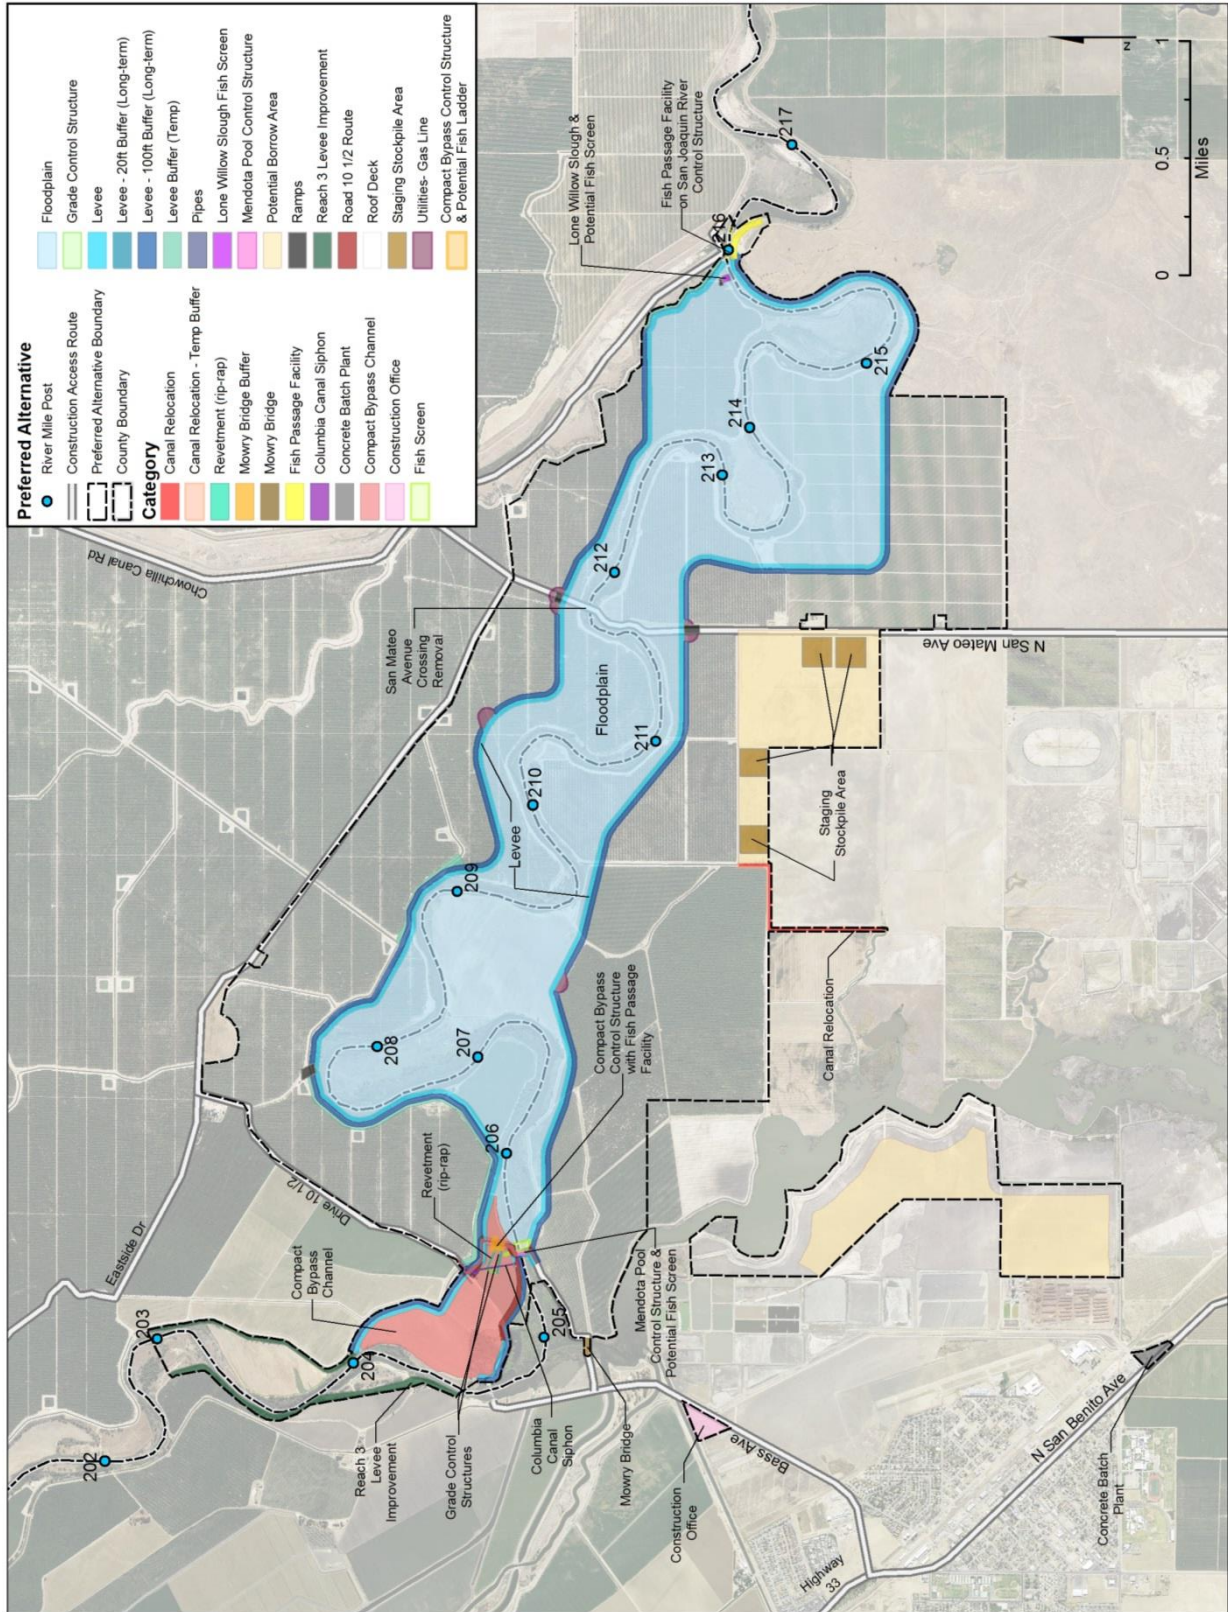 Preferred Alternative
River Mile Post
Construction Access Route
Preferred Alternative Boundary
County Boundary
Category
Canal Relocation
Canal Relocation - Temp Buffer
Revetment (rip-rap)
Mowry Bridge Buffer
Mowry Bridge
Fish Passage Facility
Columbia Canal Siphon
Concrete Batch Plant
Compact Bypass Channel
Construction Office
Fish Screen
Floodplain
Grade Control Structure
Levee
Levee - 20ft Buffer (Long-term)
Levee - 100ft Buffer (Long-term)
Levee Buffer (Temp)
Pipes
Lone Willow Slough Fish Screen
Mendota Pool Control Structure
Potential Borrow Area
Ramps
Reach 3 Levee Improvement
Road 10 1/2 Route
Roof Deck
Staging Stockpile Area
Utilities- Gas Line
Compact Bypass Control Structure
& Potential Fish Ladder
202
203
204
205
206
207
208
209
210
211
212
213
214
215
216
217
Eastside Dr
Drive 10 1/2
Chowchilla Canal Rd
Reach 3
Levee
Improvement
Compact
Bypass
Channel
Grade Control
Structures
Revetment
(rip-rap)
Columbia
Canal
Siphon
Mowry Bridge
Mendota Pool
Control Structure &
Potential Fish Screen
Compact Bypass
Control Structure
with Fish Passage
Facility
San Mateo
Avenue
Crossing
Removal
Levee
Floodplain
Lone Willow Slough &
Potential Fish Screen
Fish Passage Facility
on San Joaquin River
Control Structure
Staging
Stockpile Area
Canal Relocation
N San Mateo Ave
Construction
Office
Bass Ave
N San Benito Ave
Highway
33
Concrete Batch
Plant
N
0
0.5
1
Miles